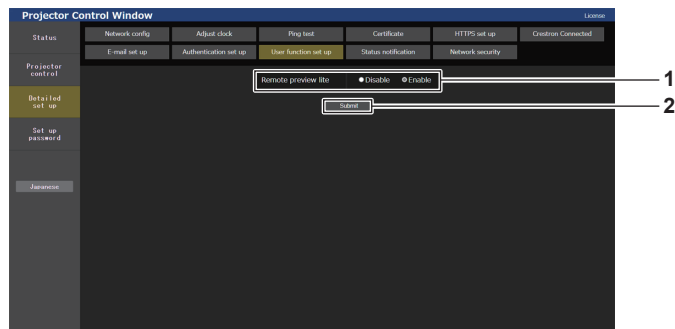 Projector Control Window
License
Status
Network config
Adjust clock
Ping test
Certificate
HTTPS set up
Crestron Connected
E-mail set up
Authentication set up
User function set up
Status notification
Network security
Projector
control
Detailed
set up
Set up
password
Japanese
Remote preview lite
Disable
Enable
Submit
1
2